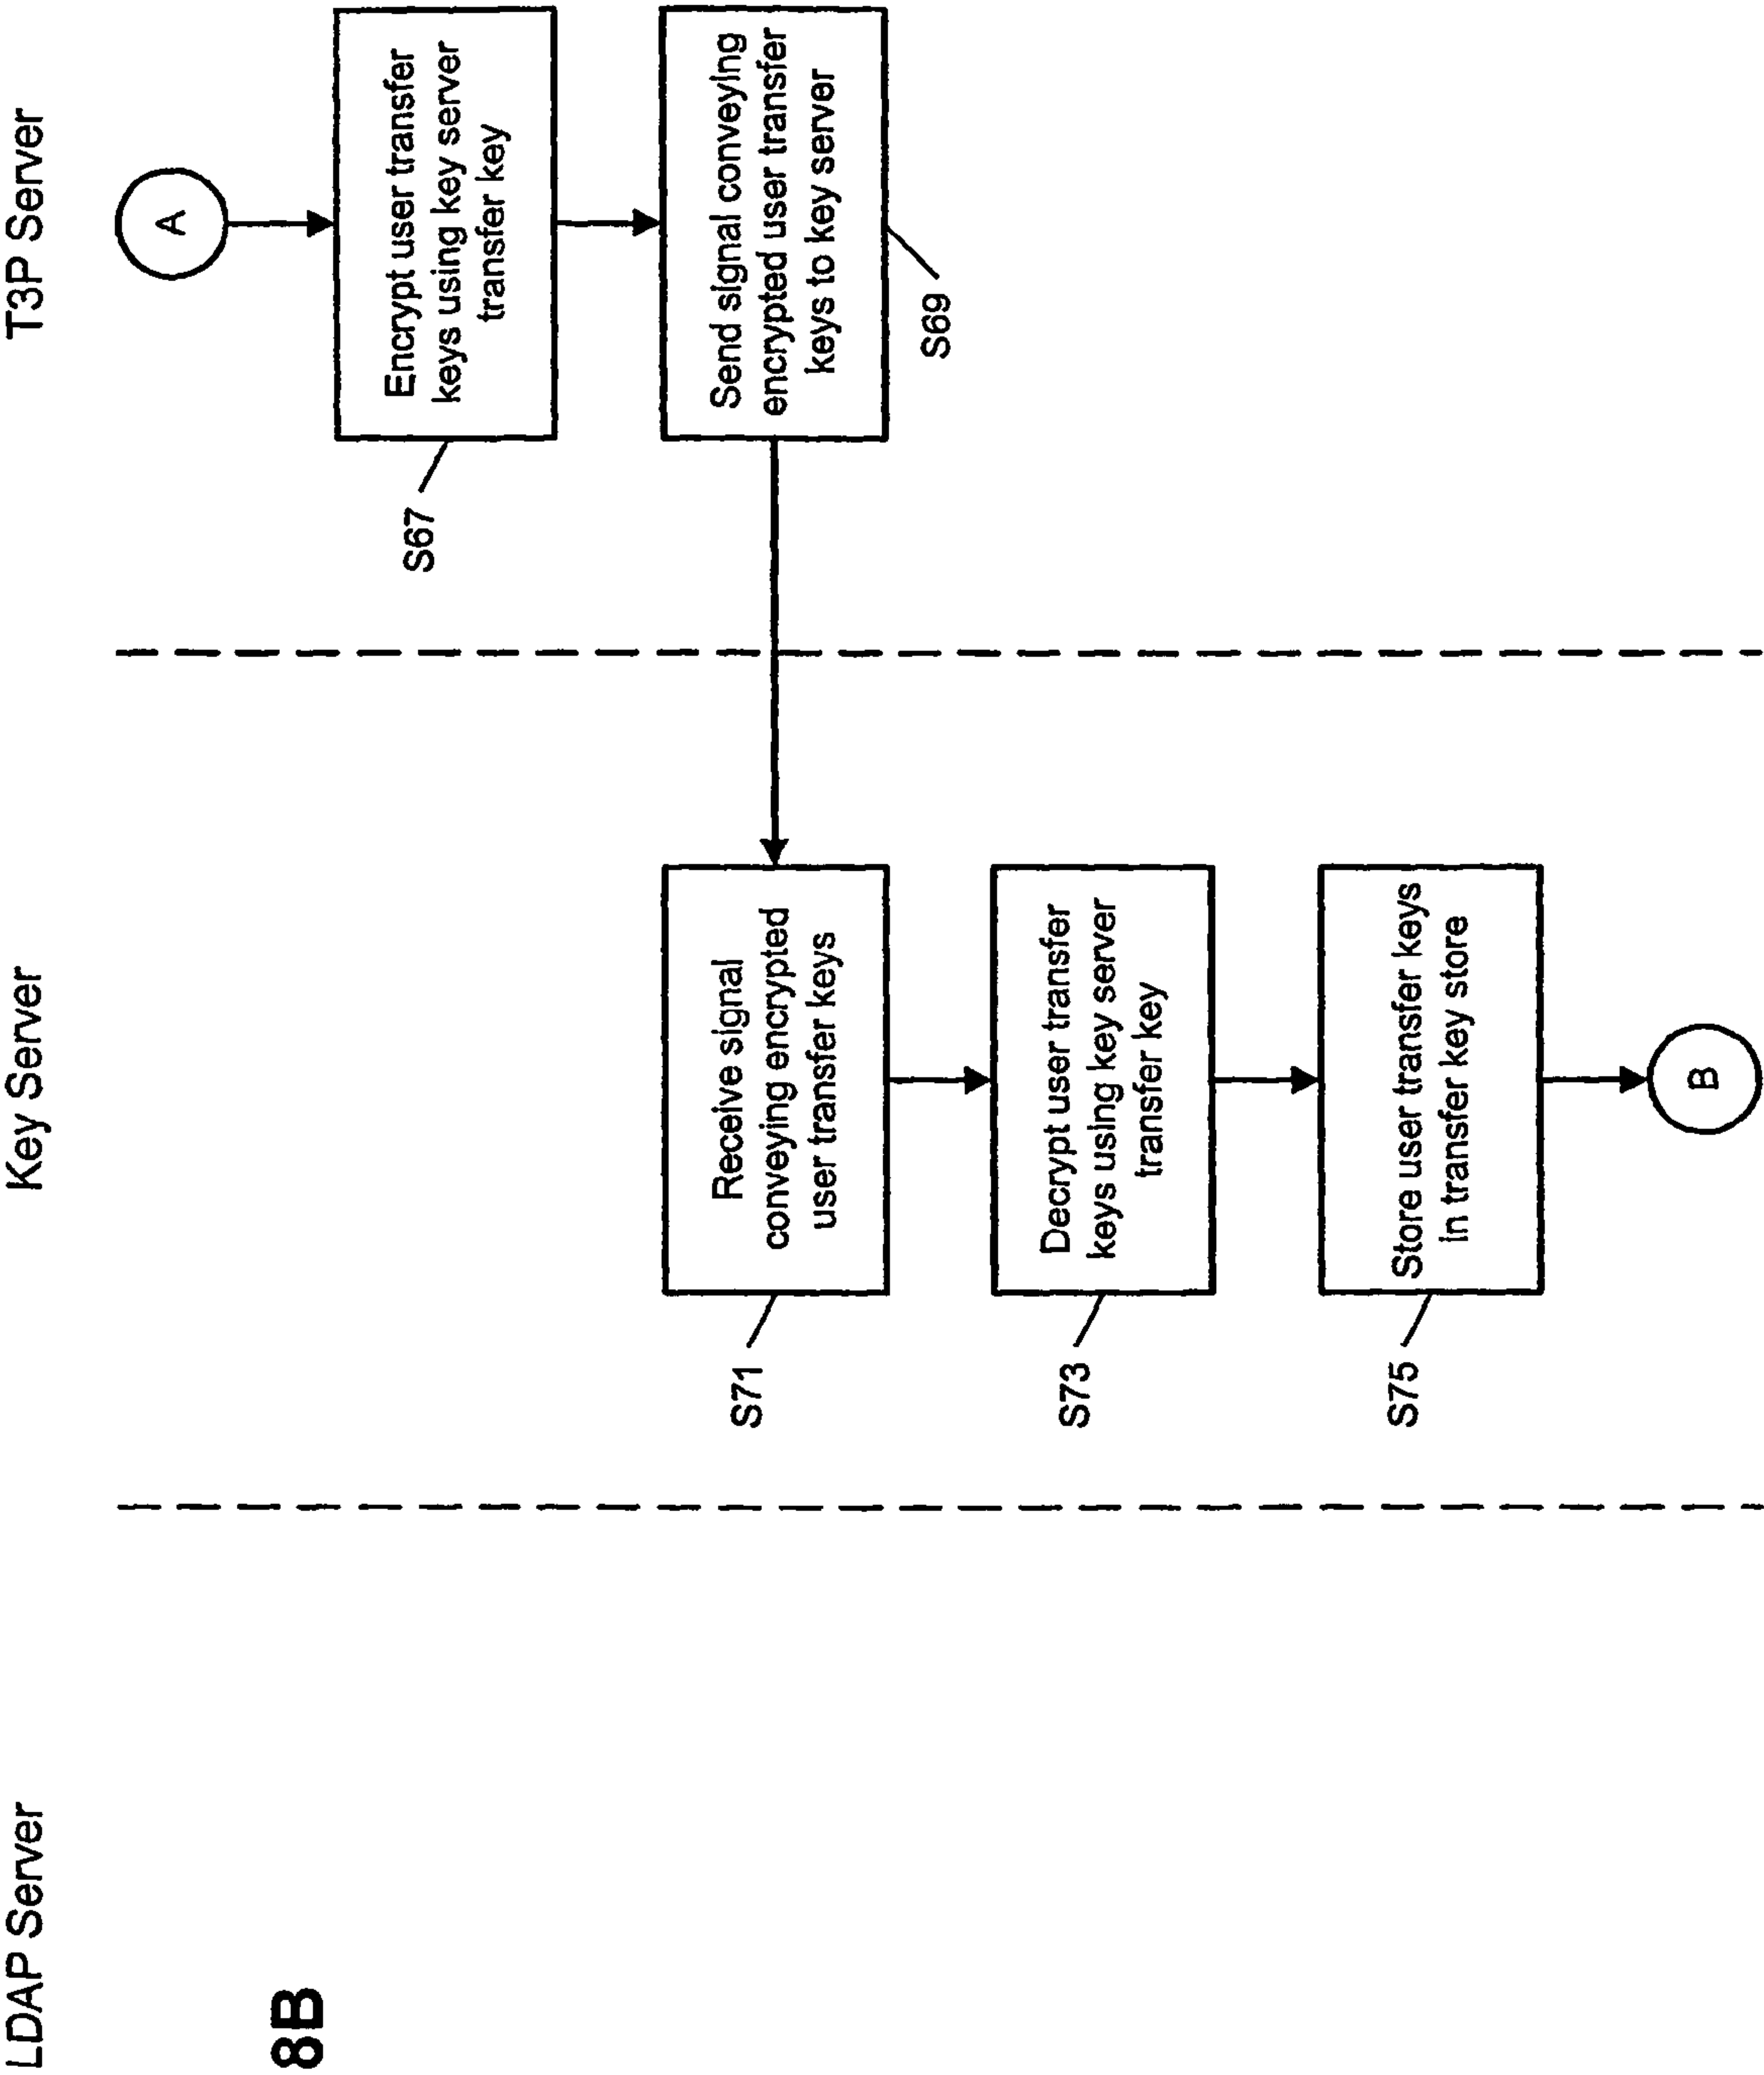 LDAP Server
Key Server
T3P Server
A
Encrypt user transfer
keys using key server
transfer key
S67
Send signal conveying
encrypted user transfer
keys to key server
S69
Receive signal
conveying encrypted
user transfer keys
S71
Decrypt user transfer
keys using key server
transfer key
S73
Store user transfer keys
in transfer key store
S75
B
8B